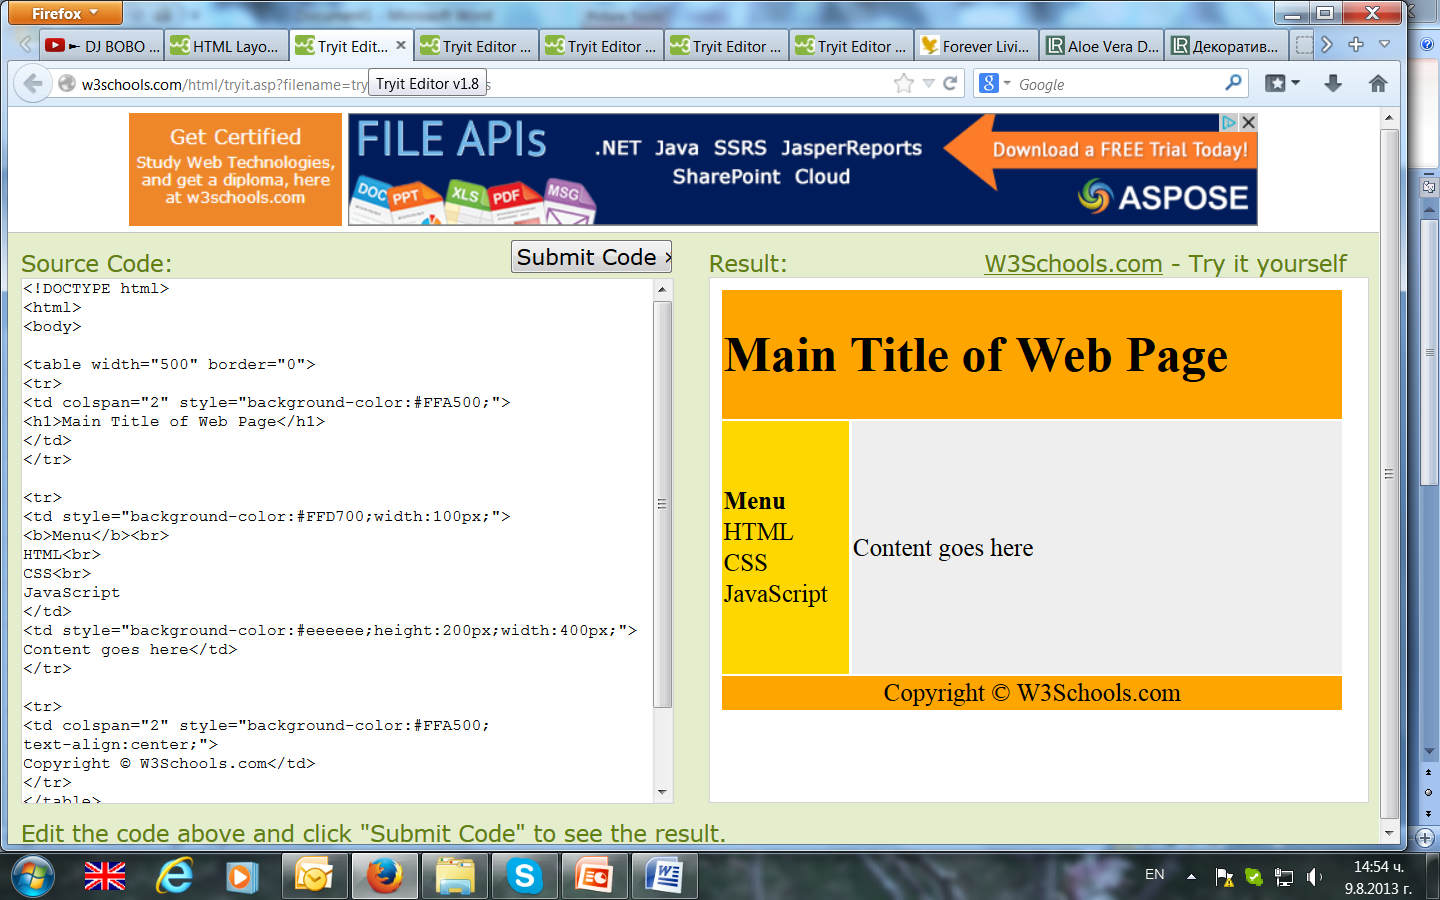 Firefox
DJ BOBO ...
HTML Layo...
Tryit Edit...
Tryit Editor ...
Tryit Editor ...
Tryit Editor ...
Tryit Editor ...
Forever Livi...
Aloe Vera D...
Декоратив...
w3schools.com/html/tryit.asp?filename=try
Tryit Editor v1.8
s
Google
Get Certified
Study Web Technologies,
and get a diploma, here
at w3schools.com
FILE APIs
.NET Java SSRS JasperReports
SharePoint Cloud
DOC PPT XLS PDF MSG
Download a FREE Trial Today!
ASPOSE
Source Code:
Submit Code »
Result:
W3Schools.com - Try it yourself
<!DOCTYPE html>
<html>
<body>
<table width="500" border="0">
<tr>
<td colspan="2" style="background-color:#FFA500;">
<h1>Main Title of Web Page</h1>
</td>
</tr>
<tr>
<td style="background-color:#FFD700;width:100px;">
<b>Menu</b><br>
HTML<br>
CSS<br>
JavaScript
</td>
<td style="background-color:#eeeeee;height:200px;width:400px;">
Content goes here</td>
</tr>
<tr>
<td colspan="2" style="background-color:#FFA500;
text-align:center;">
Copyright © W3Schools.com</td>
</tr>
</table>
Main Title of Web Page
Menu
HTML
CSS
JavaScript
Content goes here
Copyright © W3Schools.com
Edit the code above and click "Submit Code" to see the result.
EN
14:54 ч.
9.8.2013 г.